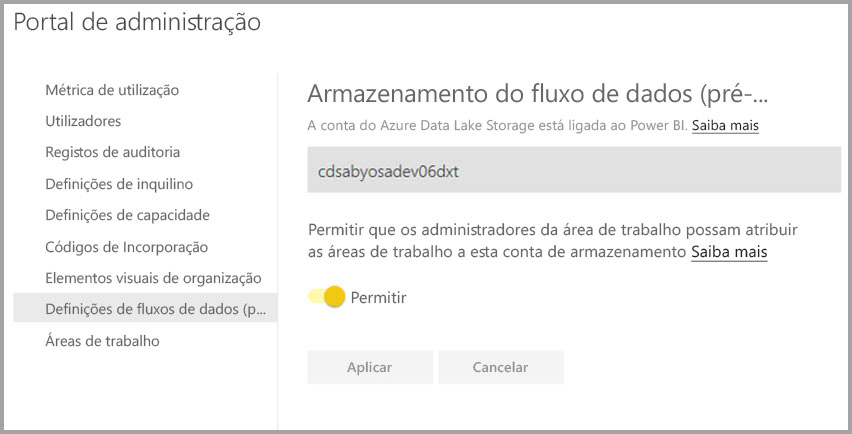 Portal de administração
Métrica de utilização
Utilizadores
Registos de auditoria
Definições de inquilino
Definições de capacidade
Códigos de Incorporação
Elementos visuais de organização
Definições de fluxos de dados (p...
Áreas de trabalho
Armazenamento do fluxo de dados (pré-...
A conta do Azure Data Lake Storage está ligada ao Power BI. Saiba mais
cdsabyosadev06dxt
Permitir que os administradores da área de trabalho possam atribuir
as áreas de trabalho a esta conta de armazenamento Saiba mais
Permitir
Aplicar
Cancelar